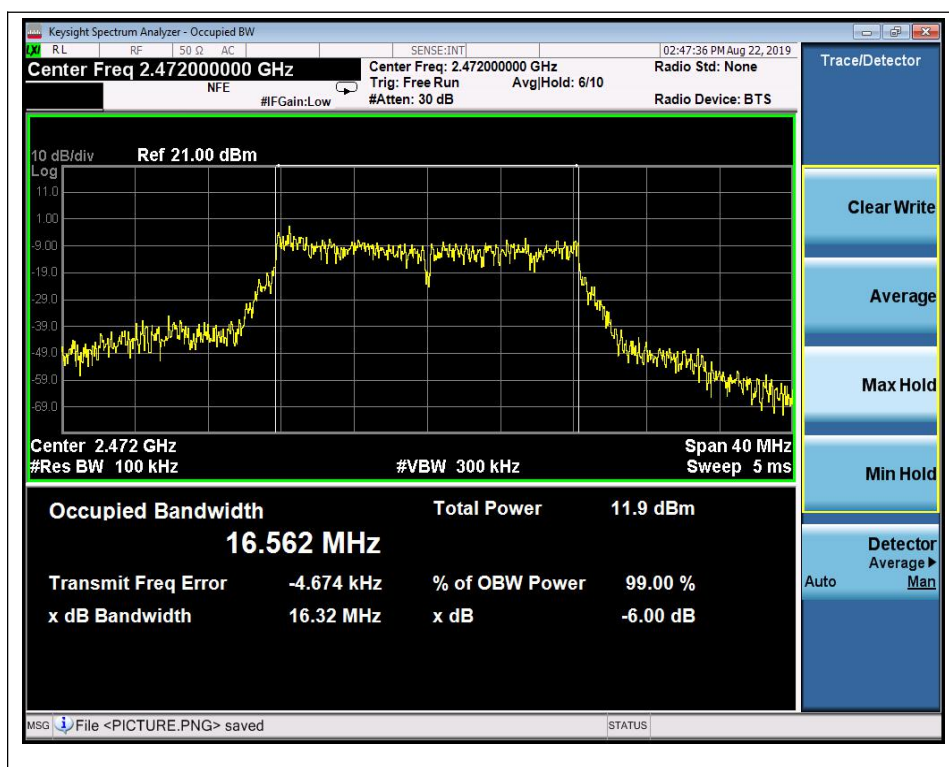 Keysight Spectrum Analyzer - Occupied BW
LXI RL RF 50 Ω AC SENSE:INT 02:47:36 PM Aug 22, 2019
Center Freq 2.472000000 GHz
NFE
#IFGain:Low
Center Freq: 2.472000000 GHz
Trig: Free Run Avg|Hold: 6/10
#Atten: 30 dB
Radio Std: None
Radio Device: BTS
Trace/Detector
10 dB/div Ref 21.00 dBm
Log
11.0
1.00
-9.00
-19.0
-29.0
-39.0
-49.0
-59.0
-69.0
Center 2.472 GHz Span 40 MHz
#Res BW 100 kHz #VBW 300 kHz Sweep 5 ms
Occupied Bandwidth Total Power 11.9 dBm
16.562 MHz
Transmit Freq Error -4.674 kHz % of OBW Power 99.00 %
x dB Bandwidth 16.32 MHz x dB -6.00 dB
Clear Write
Average
Max Hold
Min Hold
Detector
Average
Auto Man
MSG File <PICTURE.PNG> saved STATUS